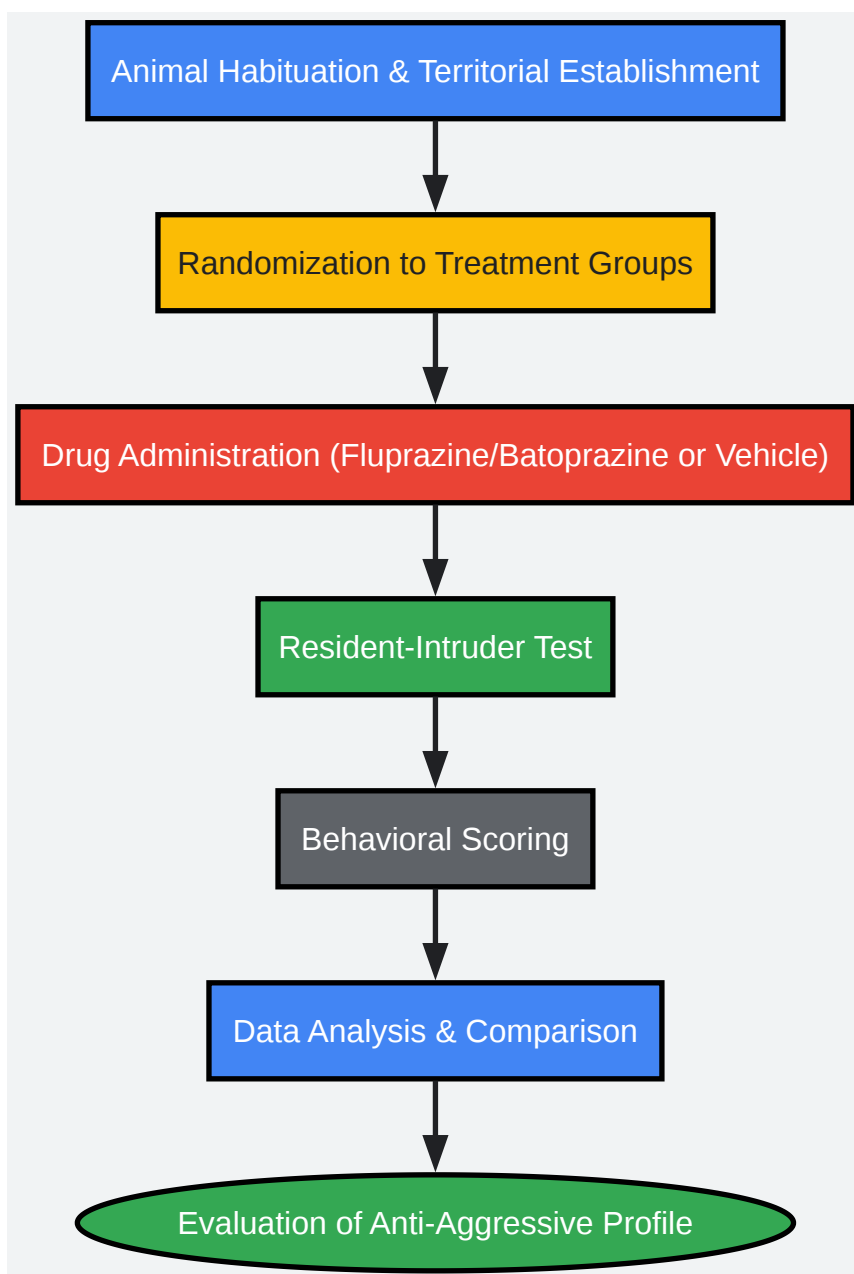 Animal Habituation & Territorial Establishment
Randomization to Treatment Groups
Drug Administration (Fluprazine/Batoprazine or Vehicle)
Resident-Intruder Test
Behavioral Scoring
Data Analysis & Comparison
Evaluation of Anti-Aggressive Profile